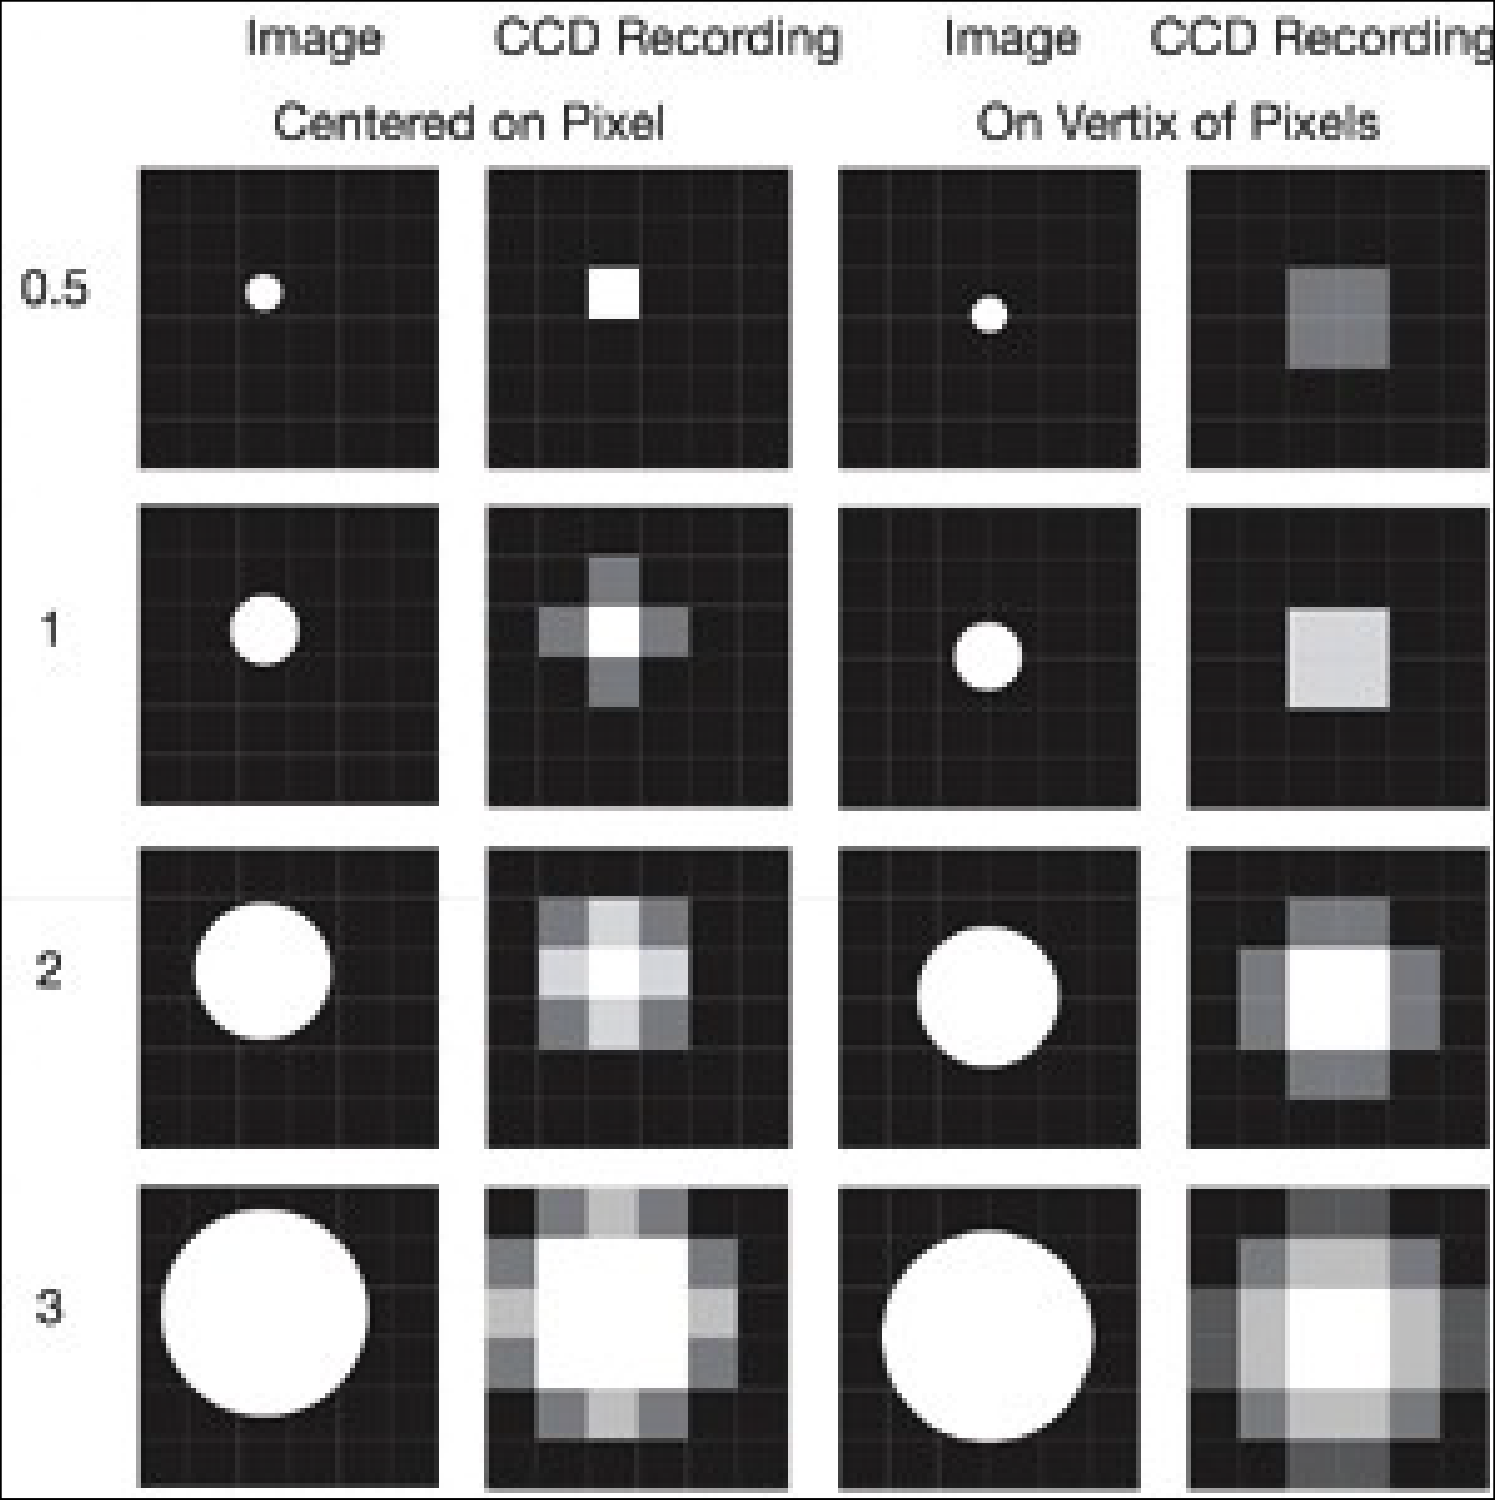 Image CCD Recording Image CCD Recording
Centered on Pixel On Vertix of Pixels
0.5
1
2
3